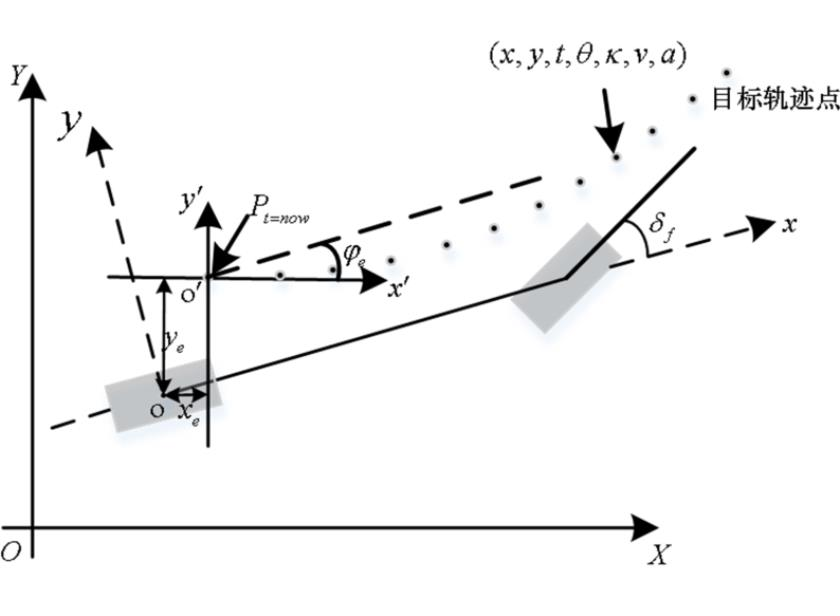 (x, y, t, θ, κ, v, a)
Y
目标轨迹点
y
y′
P_{t=now}
φ_e
δ_f
x
o′
x′
y_e
o
x_e
O
X